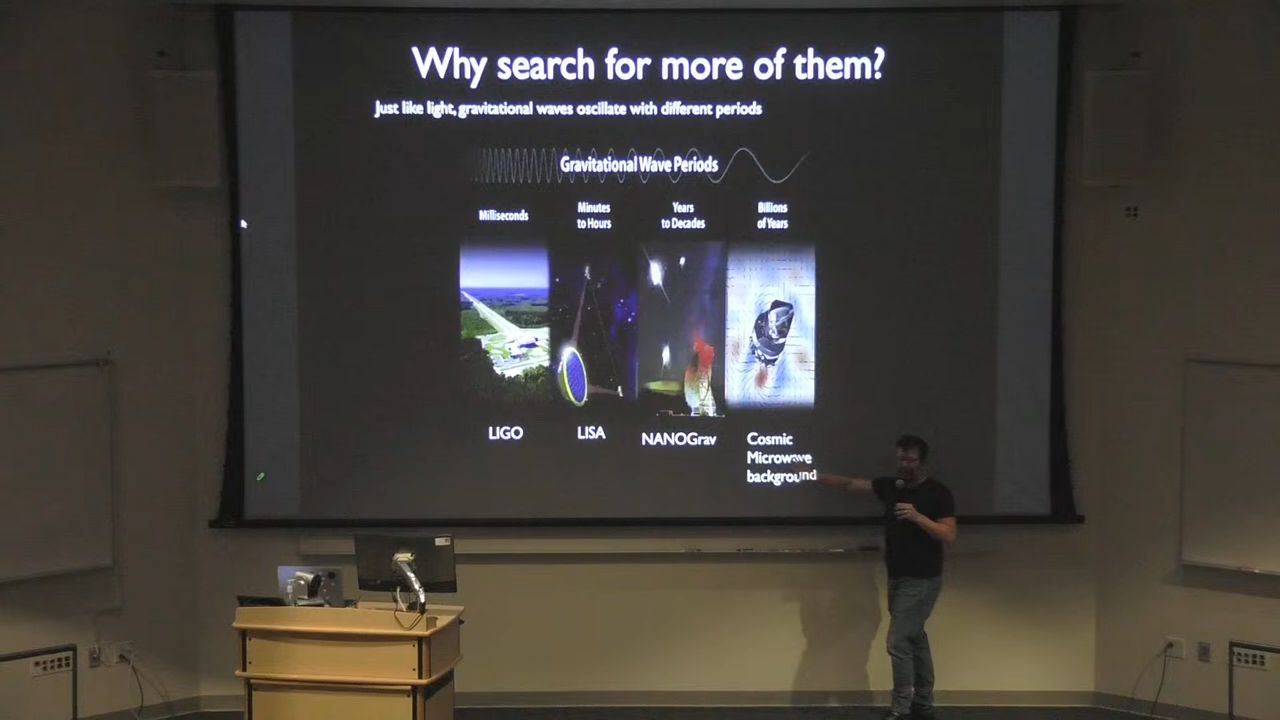 Why search for more of them?
Just like light, gravitational waves oscillate with different periods
Gravitational Wave Periods
Milliseconds
Minutes
to Hours
Years
to Decades
Billions
of Years
LIGO
LISA
NANOGrav
Cosmic
Microwave
background